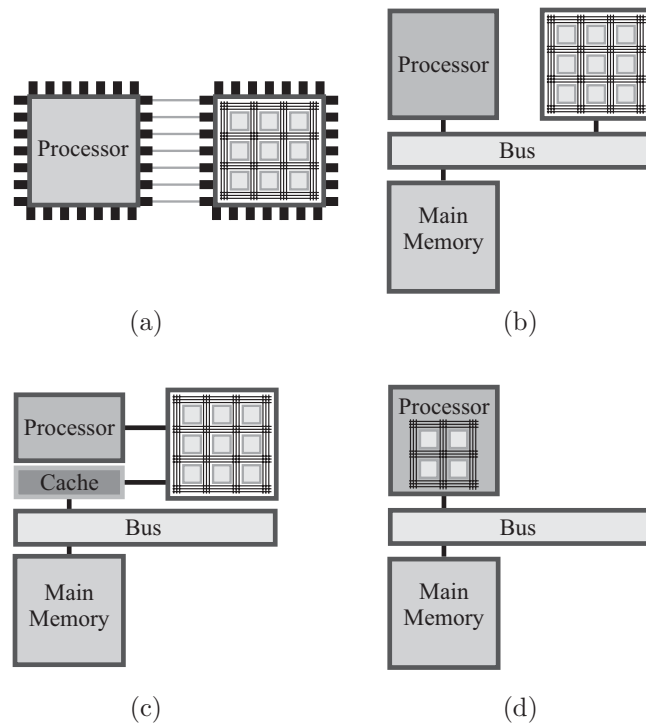 Processor
(a)
Processor
Bus
Main
Memory
(b)
Processor
Cache
Bus
Main
Memory
(c)
Processor
Bus
Main
Memory
(d)